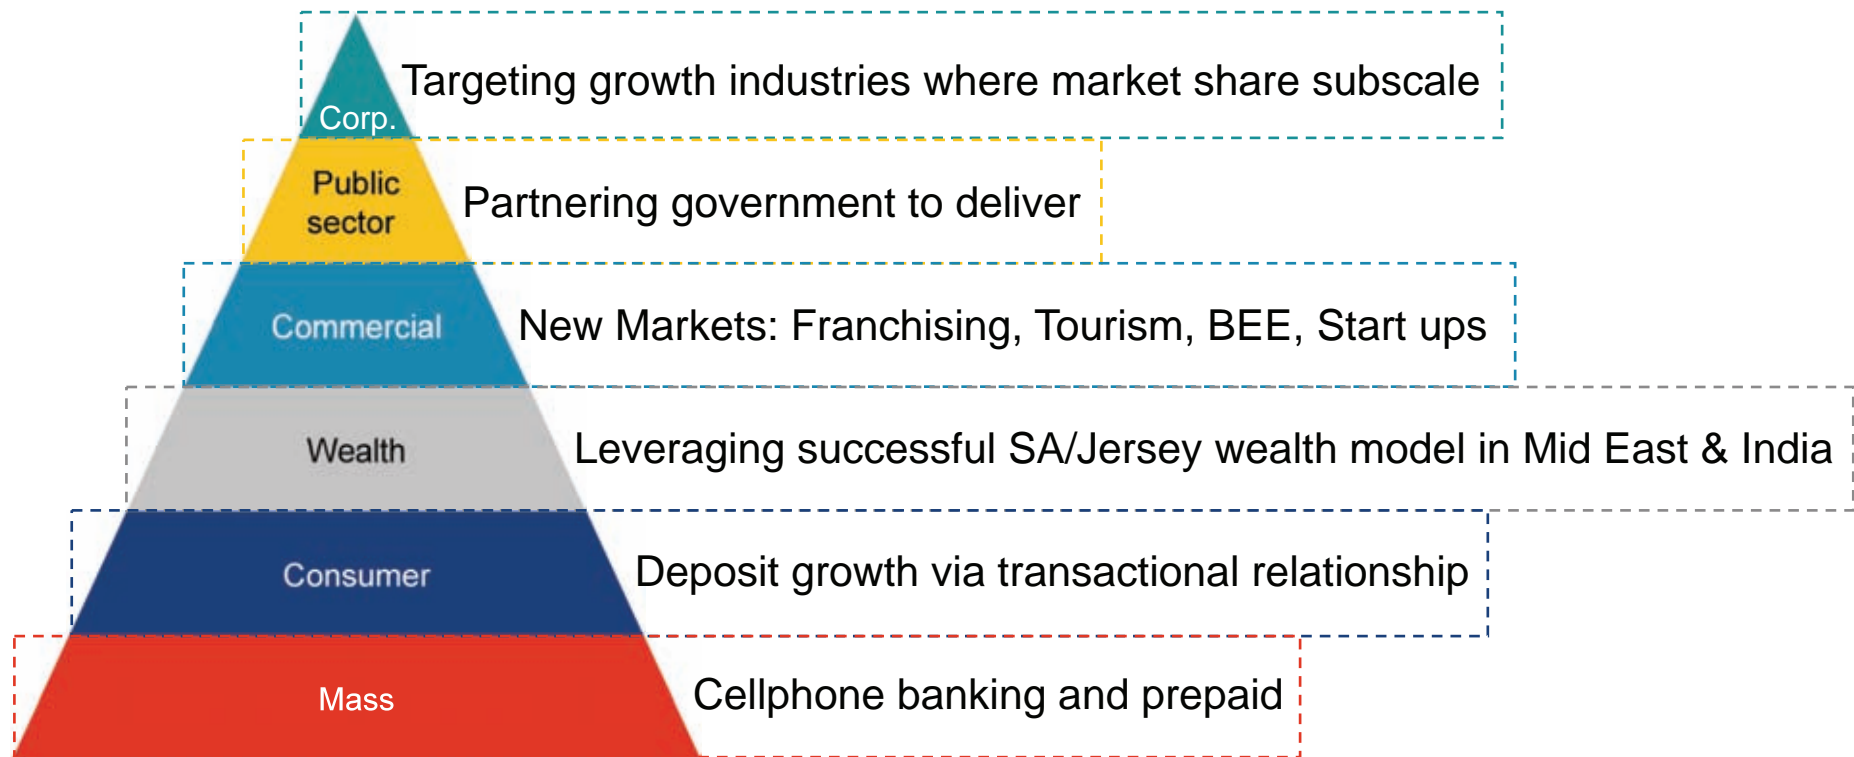 Targeting growth industries where market share subscale
Corp.
Public
sector
Partnering government to deliver
Commercial
New Markets: Franchising, Tourism, BEE, Start ups
Wealth
Leveraging successful SA/Jersey wealth model in Mid East & India
Consumer
Deposit growth via transactional relationship
Mass
Cellphone banking and prepaid